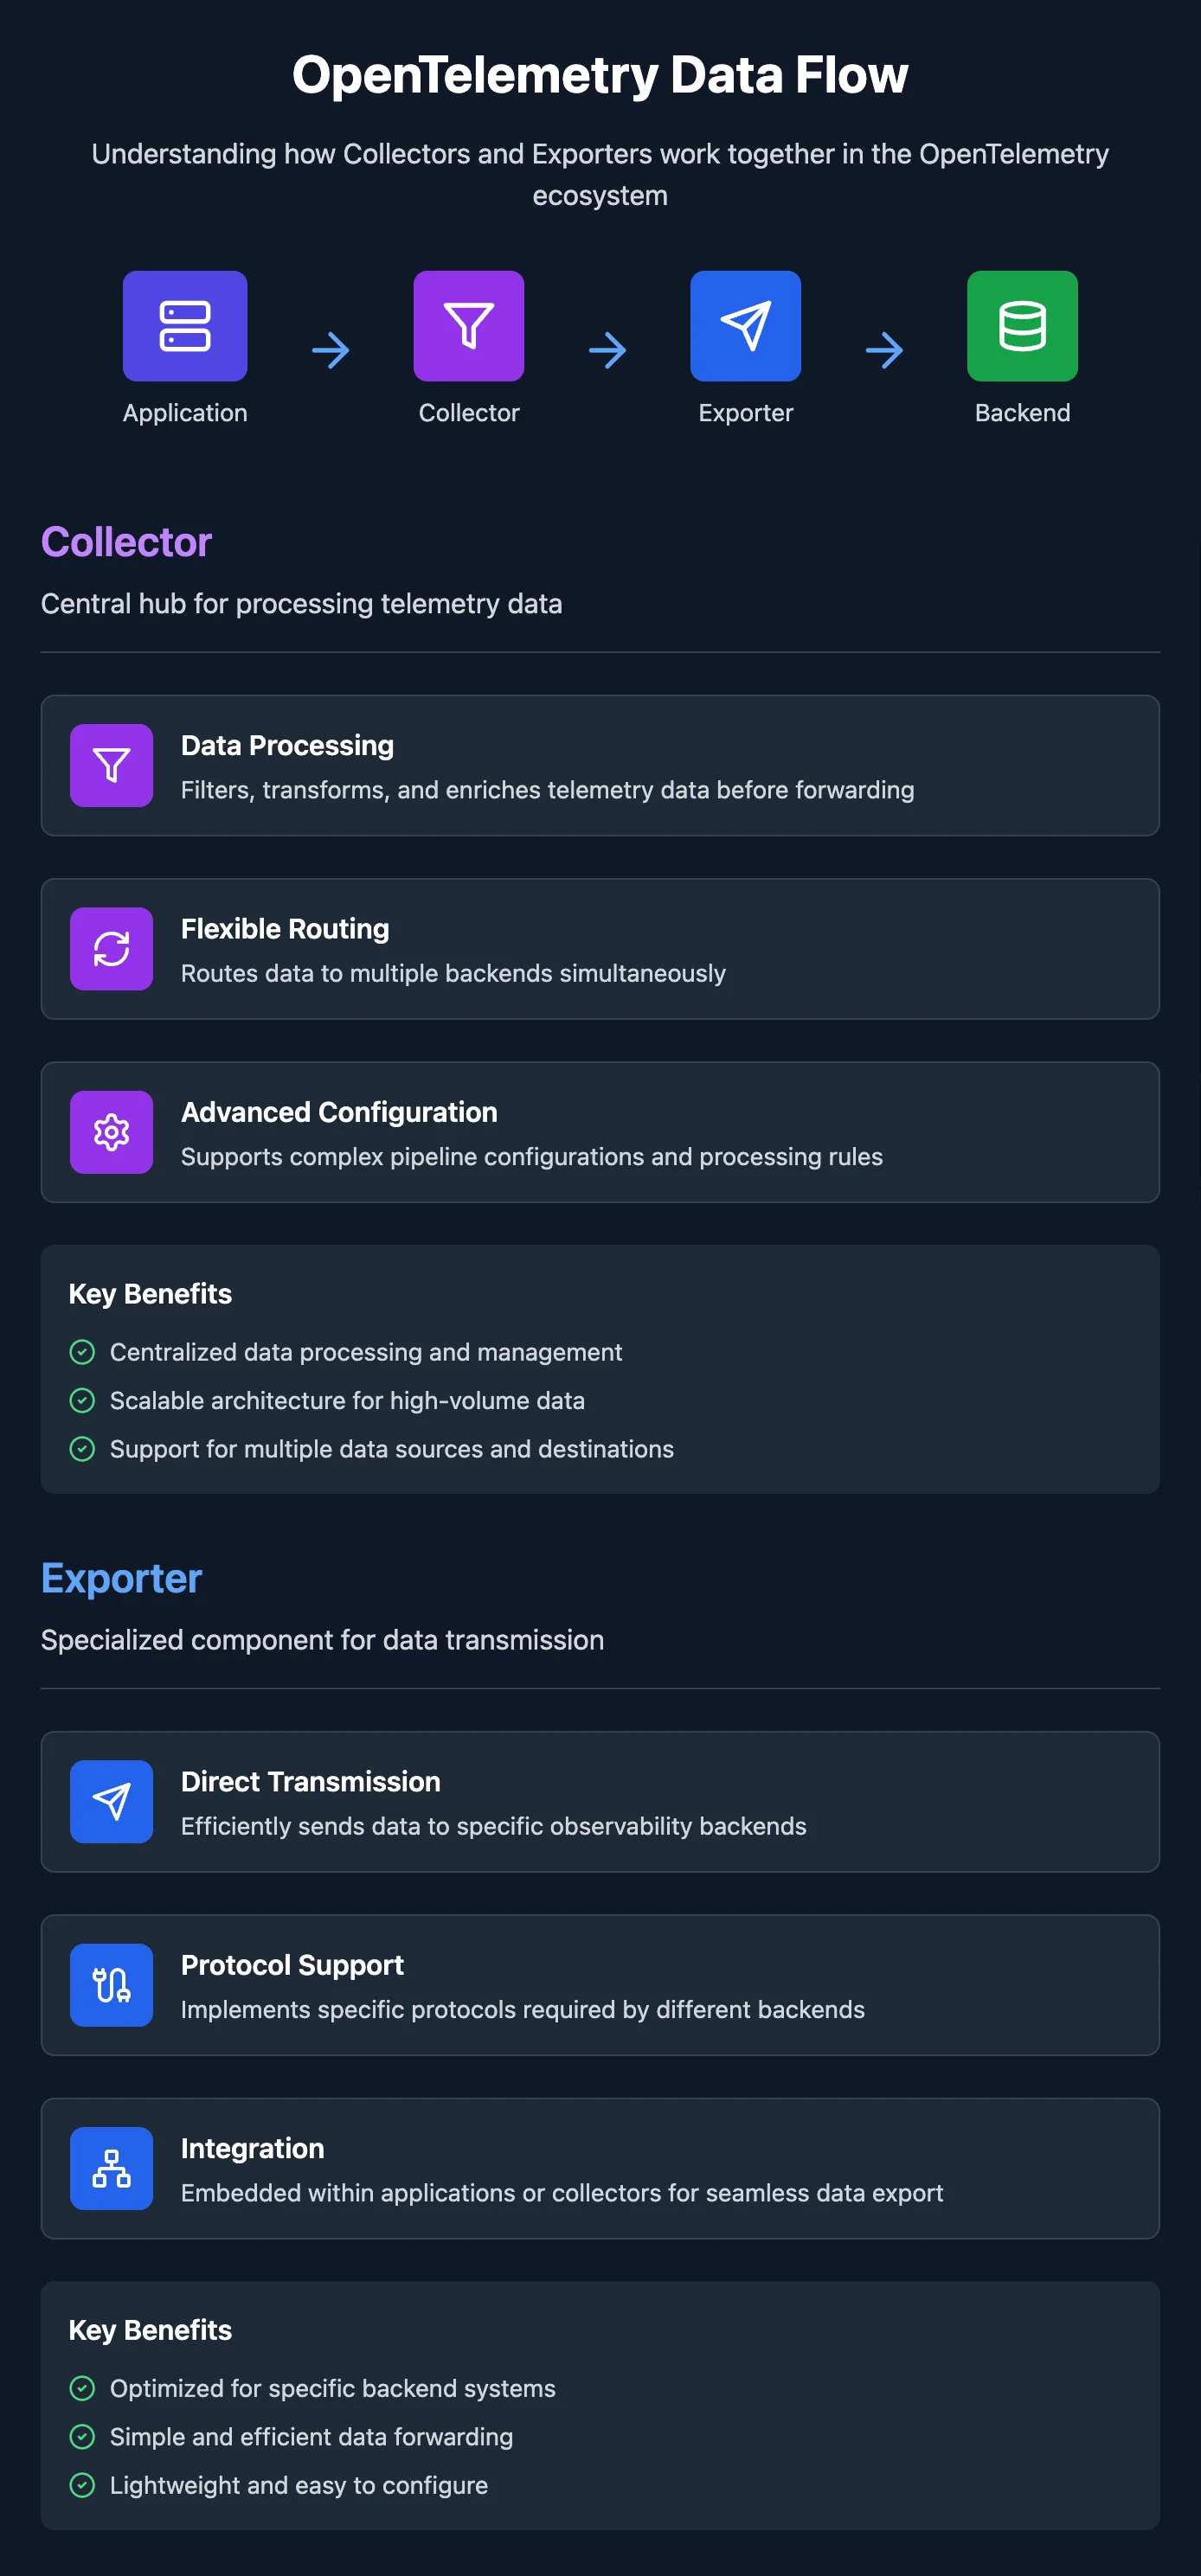 OpenTelemetry Data Flow
Understanding how Collectors and Exporters work together in the OpenTelemetry
ecosystem
Application
Collector
Exporter
Backend
Collector
Central hub for processing telemetry data
Data Processing
Filters, transforms, and enriches telemetry data before forwarding
Flexible Routing
Routes data to multiple backends simultaneously
Advanced Configuration
Supports complex pipeline configurations and processing rules
Key Benefits
Centralized data processing and management
Scalable architecture for high-volume data
Support for multiple data sources and destinations
Exporter
Specialized component for data transmission
Direct Transmission
Efficiently sends data to specific observability backends
Protocol Support
Implements specific protocols required by different backends
Integration
Embedded within applications or collectors for seamless data export
Key Benefits
Optimized for specific backend systems
Simple and efficient data forwarding
Lightweight and easy to configure